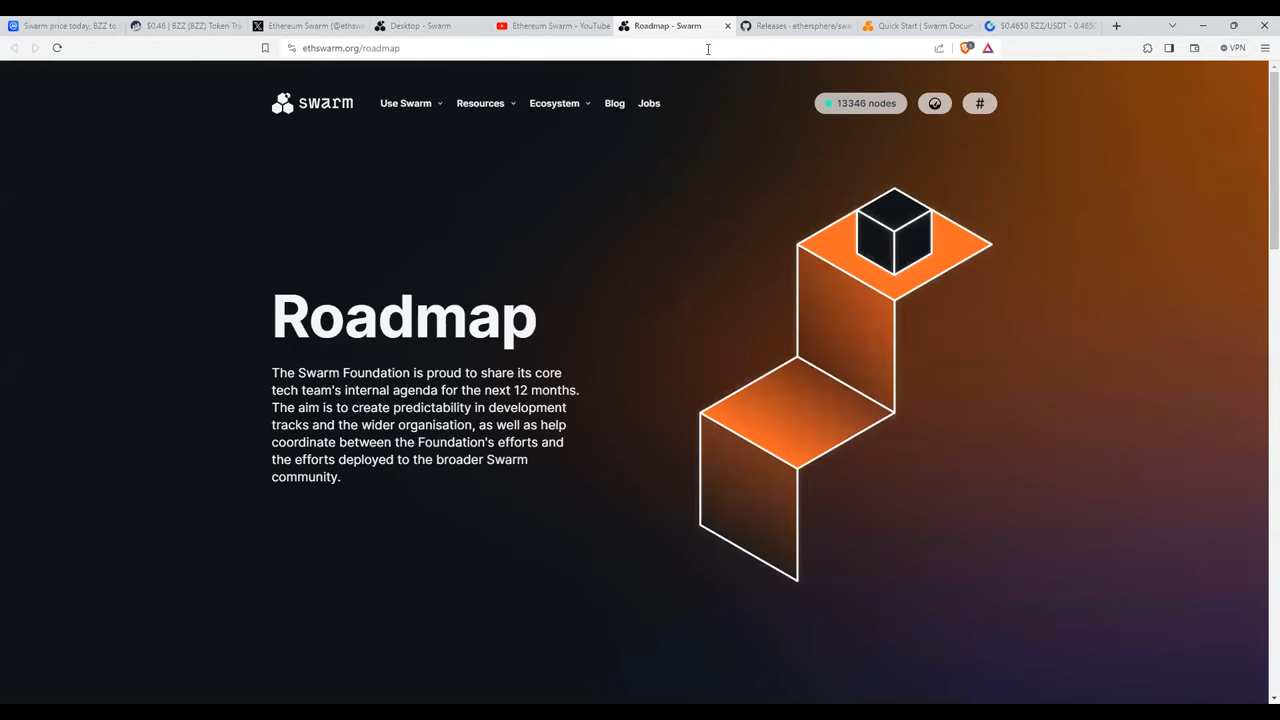 Swarm price today, BZZ to
$0.46 | BZZ (BZZ) Token Tra
Ethereum Swarm (@ethsw
Desktop - Swarm
Ethereum Swarm - YouTube
Roadmap - Swarm
Releases · ethersphere/swa
Quick Start | Swarm Docum
$0.4650 BZZ/USDT - 0.4650
ethswarm.org/roadmap
1
VPN
swarm
Use Swarm
Resources
Ecosystem
Blog
Jobs
13346 nodes
#
Roadmap
The Swarm Foundation is proud to share its core
tech team's internal agenda for the next 12 months.
The aim is to create predictability in development
tracks and the wider organisation, as well as help
coordinate between the Foundation's efforts and
the efforts deployed to the broader Swarm
community.